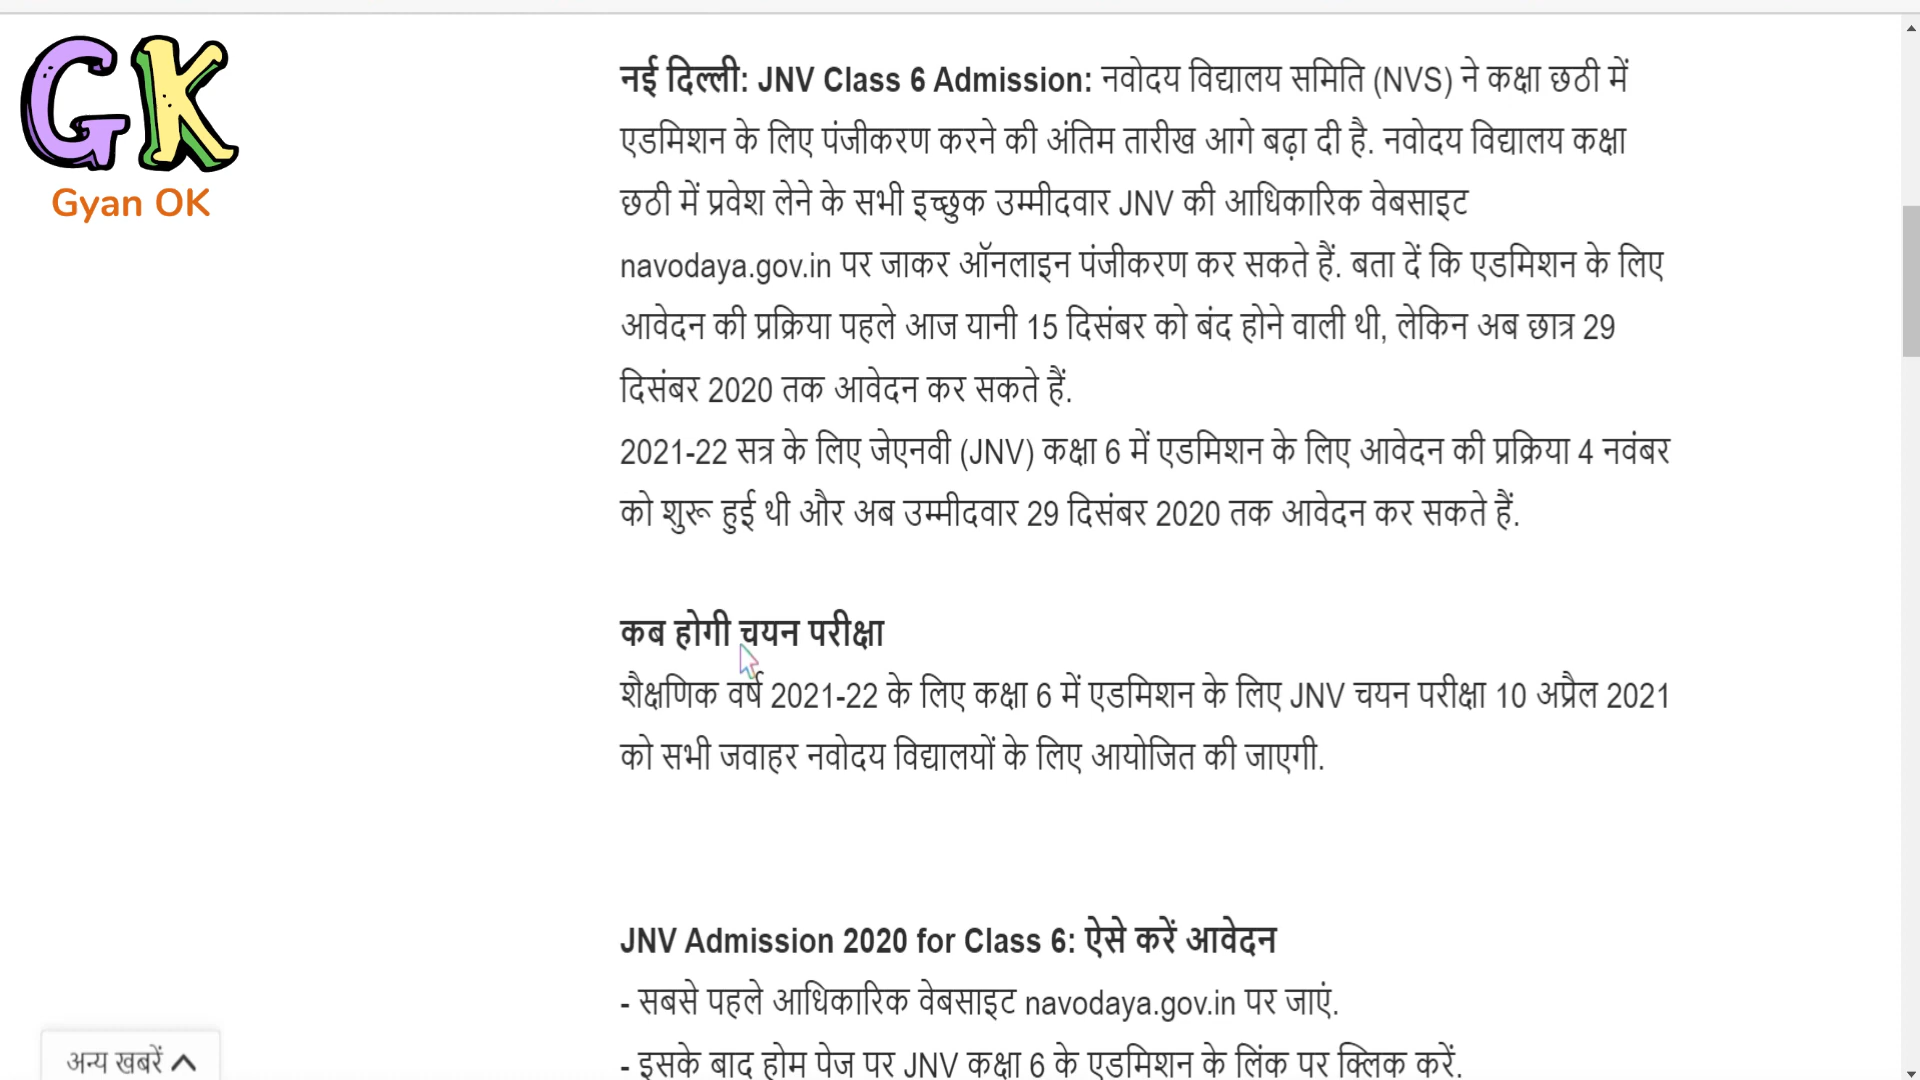 GK
Gyan OK
नई दिल्ली: JNV Class 6 Admission: नवोदय विद्यालय समिति (NVS) ने कक्षा छठी में
एडमिशन के लिए पंजीकरण करने की अंतिम तारीख आगे बढ़ा दी है. नवोदय विद्यालय कक्षा
छठी में प्रवेश लेने के सभी इच्छुक उम्मीदवार JNV की आधिकारिक वेबसाइट
navodaya.gov.in पर जाकर ऑनलाइन पंजीकरण कर सकते हैं. बता दें कि एडमिशन के लिए
आवेदन की प्रक्रिया पहले आज यानी 15 दिसंबर को बंद होने वाली थी, लेकिन अब छात्र 29
दिसंबर 2020 तक आवेदन कर सकते हैं.
2021-22 सत्र के लिए जेएनवी (JNV) कक्षा 6 में एडमिशन के लिए आवेदन की प्रक्रिया 4 नवंबर
को शुरू हुई थी और अब उम्मीदवार 29 दिसंबर 2020 तक आवेदन कर सकते हैं.
कब होगी चयन परीक्षा
शैक्षणिक वर्ष 2021-22 के लिए कक्षा 6 में एडमिशन के लिए JNV चयन परीक्षा 10 अप्रैल 2021
को सभी जवाहर नवोदय विद्यालयों के लिए आयोजित की जाएगी.
JNV Admission 2020 for Class 6: ऐसे करें आवेदन
- सबसे पहले आधिकारिक वेबसाइट navodaya.gov.in पर जाएं.
- इसके बाद होम पेज पर JNV कक्षा 6 के एडमिशन के लिंक पर क्लिक करें.
अन्य खबरें